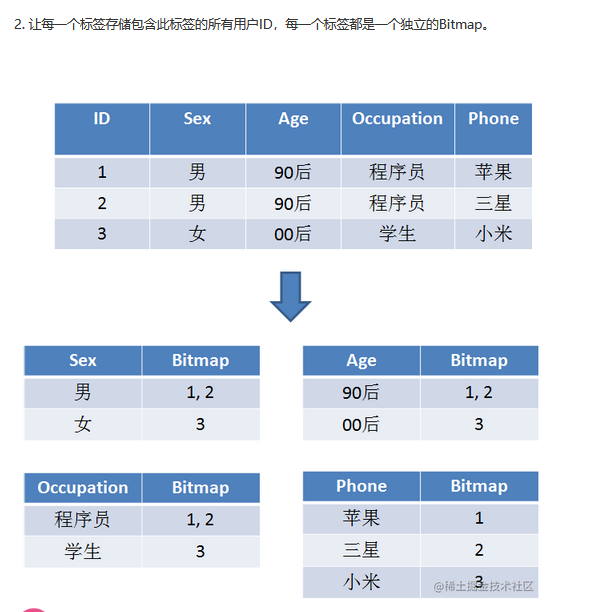 2. 让每一个标签存储包含此标签的所有用户ID，每一个标签都是一个独立的Bitmap。
ID Sex Age Occupation Phone
1 男 90后 程序员 苹果
2 男 90后 程序员 三星
3 女 00后 学生 小米
Sex Bitmap
男 1, 2
女 3
Age Bitmap
90后 1, 2
00后 3
Occupation Bitmap
程序员 1, 2
学生 3
Phone Bitmap
苹果 1
三星 2
小米 3
@稀土掘金技术社区